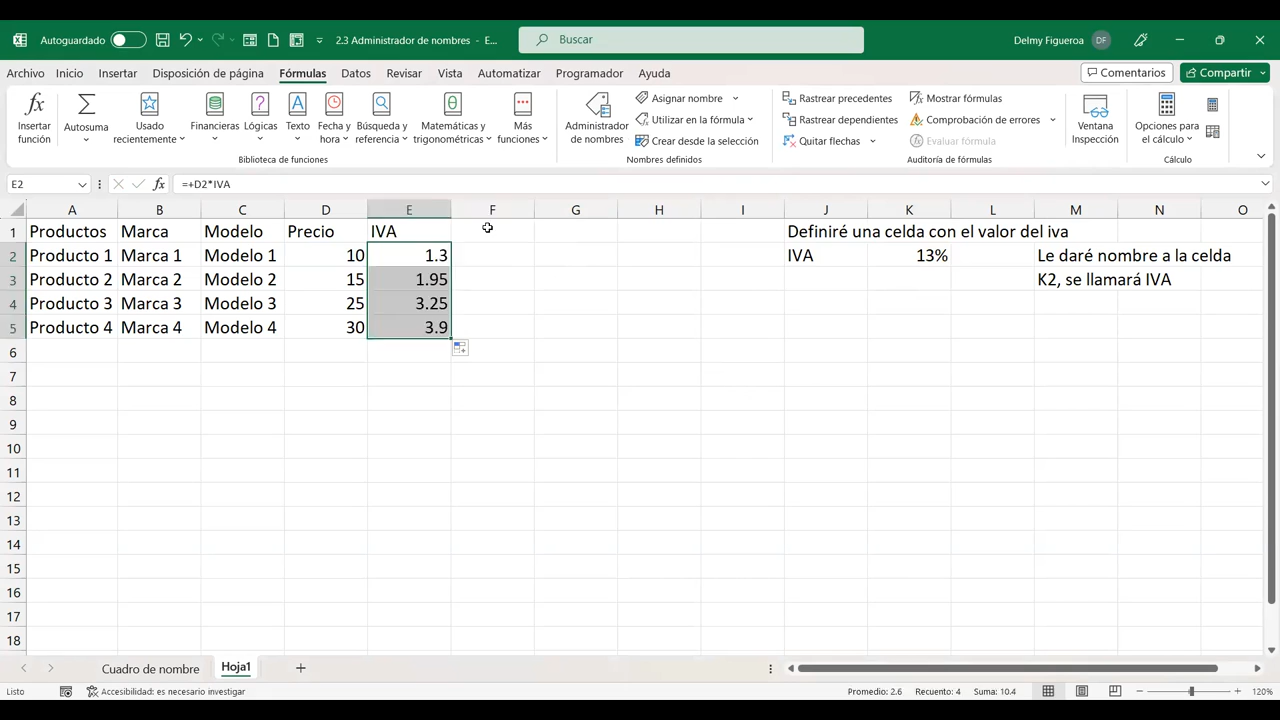 Autoguardado 2.3 Administrador de nombres - E... Buscar Delmy Figueroa DF
Archivo Inicio Insertar Disposición de página Fórmulas Datos Revisar Vista Automatizar Programador Ayuda Comentarios Compartir
Insertar función
Autosuma
Usado recientemente
Financieras
Lógicas
Texto
Fecha y hora
Búsqueda y referencia
Matemáticas y trigonométricas
Más funciones
Biblioteca de funciones
Administrador de nombres
Asignar nombre
Utilizar en la fórmula
Crear desde la selección
Nombres definidos
Rastrear precedentes
Rastrear dependientes
Quitar flechas
Mostrar fórmulas
Comprobación de errores
Evaluar fórmula
Auditoría de fórmulas
Ventana Inspección
Opciones para el cálculo
Cálculo
E2 fx =+D2*IVA
A B C D E F G H I J K L M N O
1 Productos Marca Modelo Precio IVA Definiré una celda con el valor del iva
2 Producto 1 Marca 1 Modelo 1 10 1.3 IVA 13% Le daré nombre a la celda
3 Producto 2 Marca 2 Modelo 2 15 1.95 K2, se llamará IVA
4 Producto 3 Marca 3 Modelo 3 25 3.25
5 Producto 4 Marca 4 Modelo 4 30 3.9
6
7
8
9
10
11
12
13
14
15
16
17
18
Cuadro de nombre Hoja1
Listo Accesibilidad: es necesario investigar Promedio: 2.6 Recuento: 4 Suma: 10.4 120%